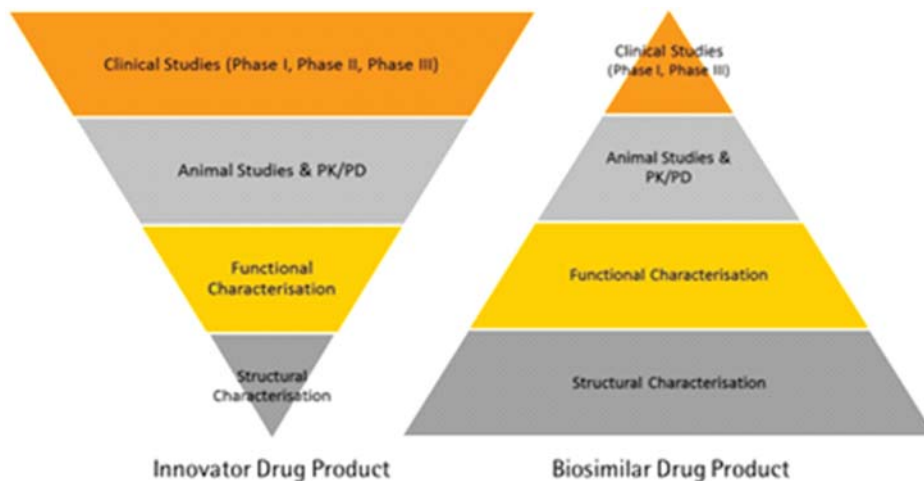 Clinical Studies (Phase I, Phase II, Phase III)
Animal Studies & PK/PD
Functional
Characterisation
Structural
Characterisation
Innovator Drug Product
Clinical Studies
(Phase I, Phase III)
Animal Studies &
PK/PD
Functional Characterisation
Structural Characterisation
Biosimilar Drug Product